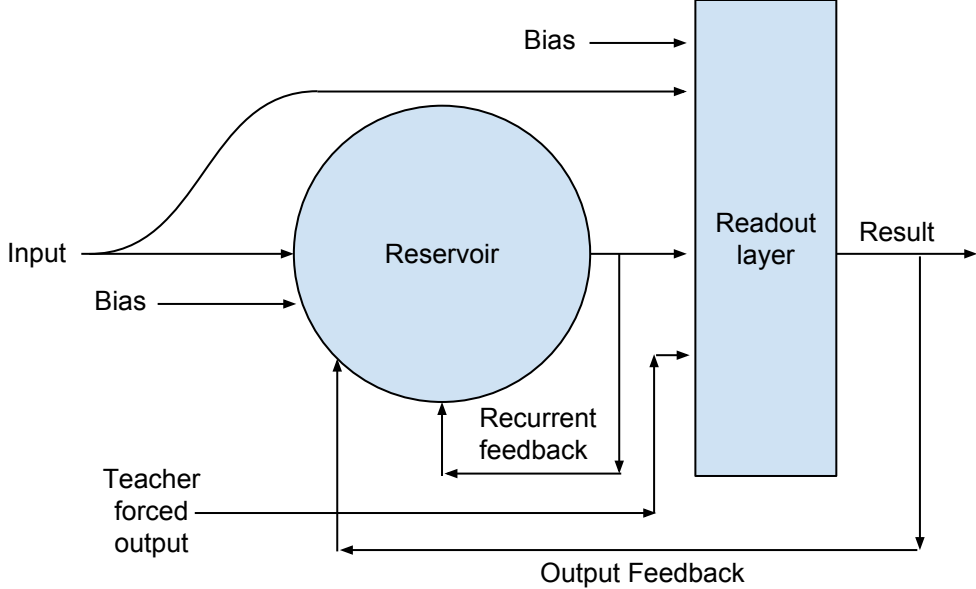 Bias
Input
Reservoir
Readout
layer
Result
Bias
Recurrent
feedback
Teacher
forced
output
Output Feedback